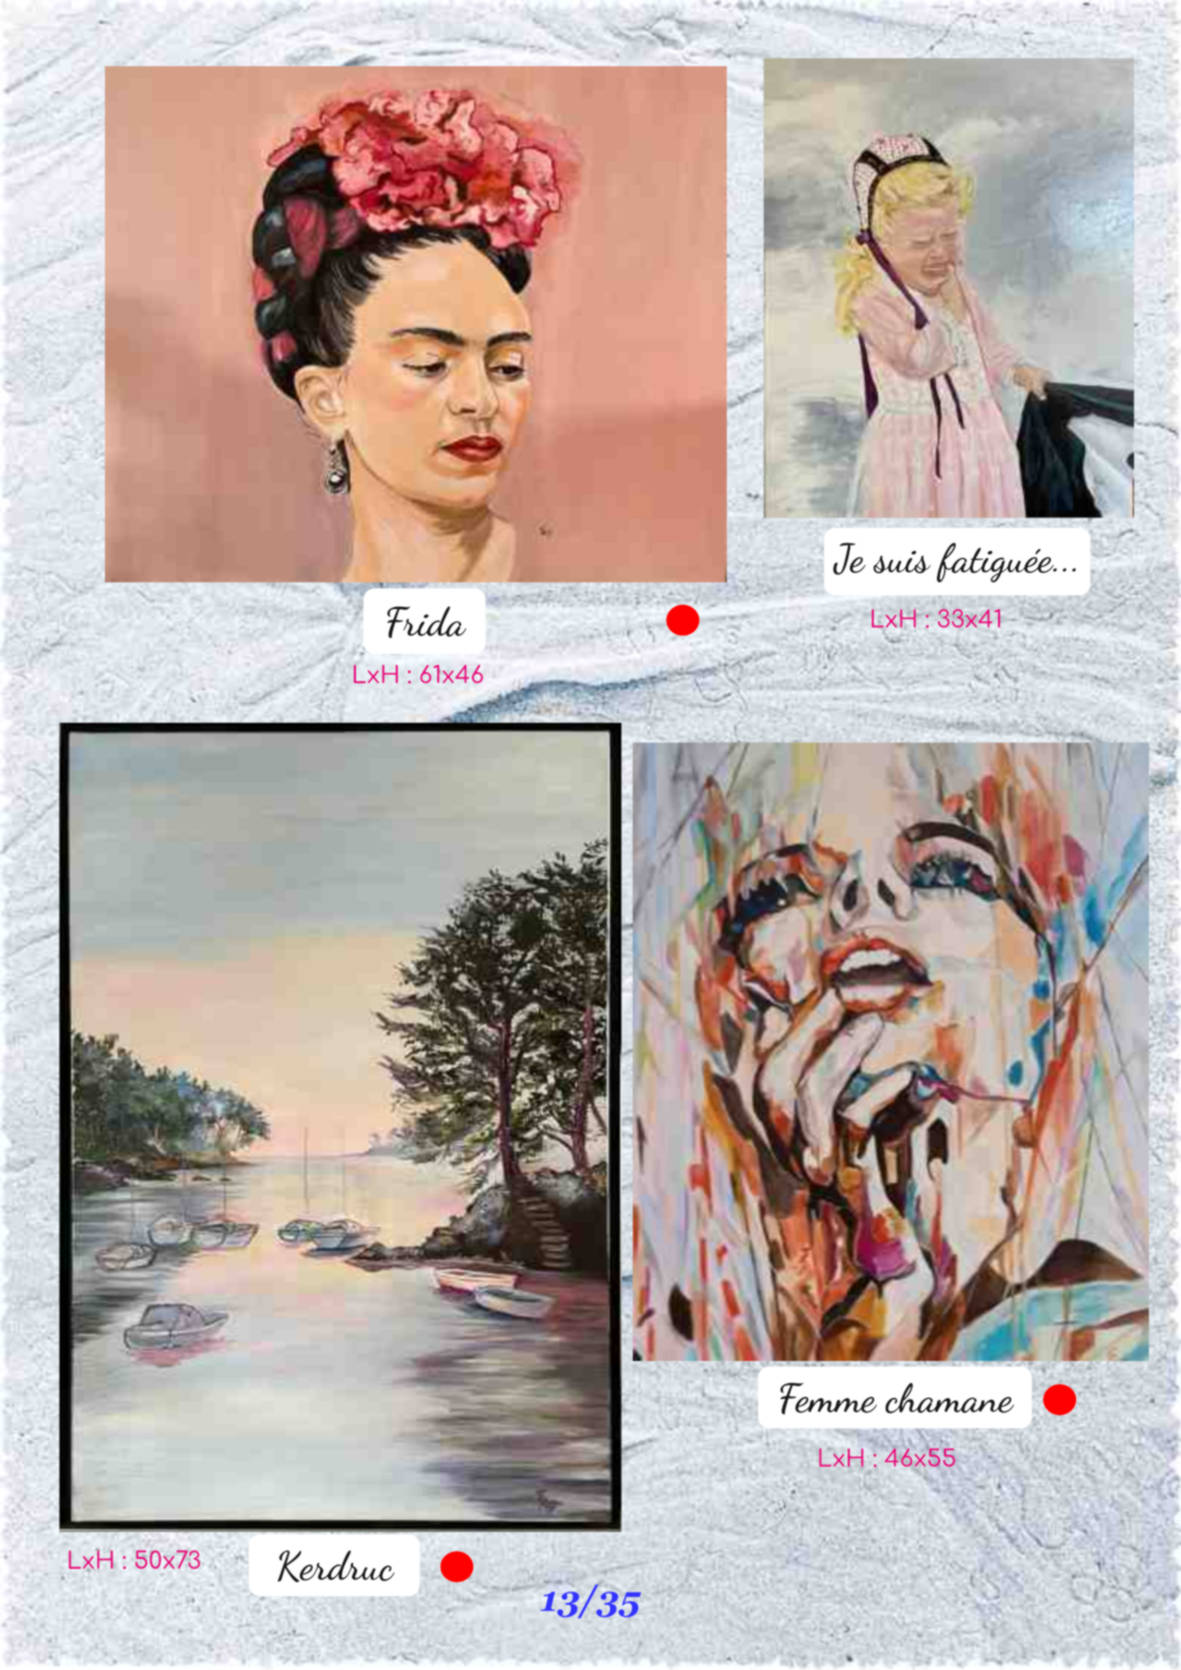 Je suis fatiguée...
LxH : 33x41
Frida
LxH : 61x46
Femme chamane
LxH : 46x55
LxH : 50x73
Kerdruc
13/35